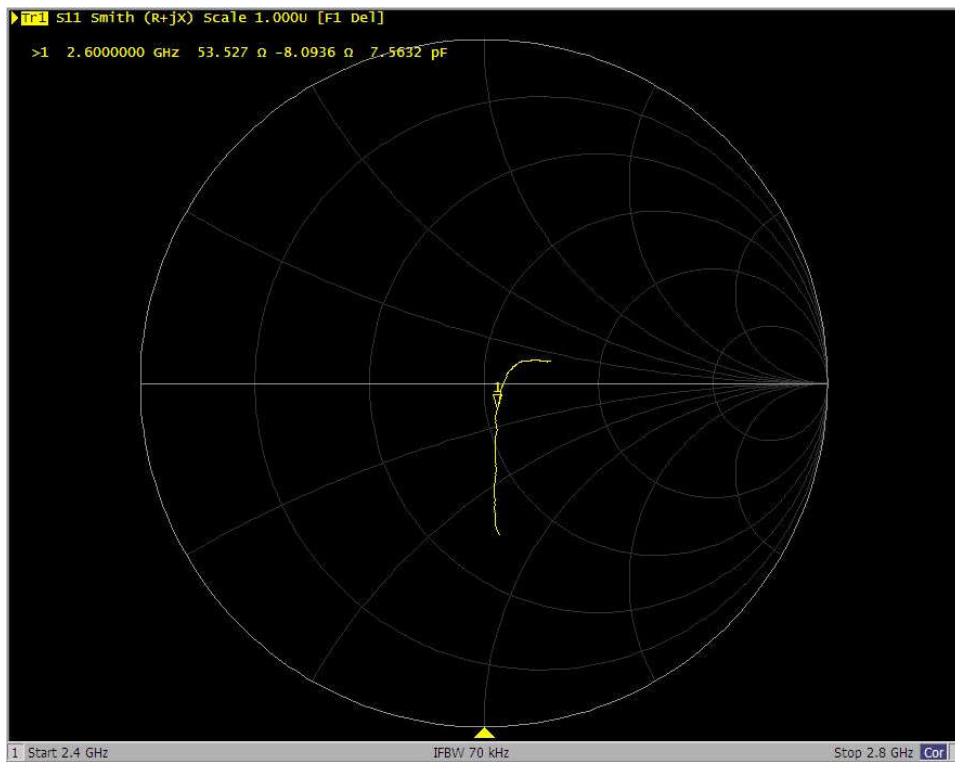 Tr1 S11 Smith (R+jX) Scale 1.000U [F1 Del]
>1 2.6000000 GHz 53.527 Ω -8.0936 Ω 7.5632 pF
1
1 Start 2.4 GHz IFBW 70 kHz Stop 2.8 GHz Cor